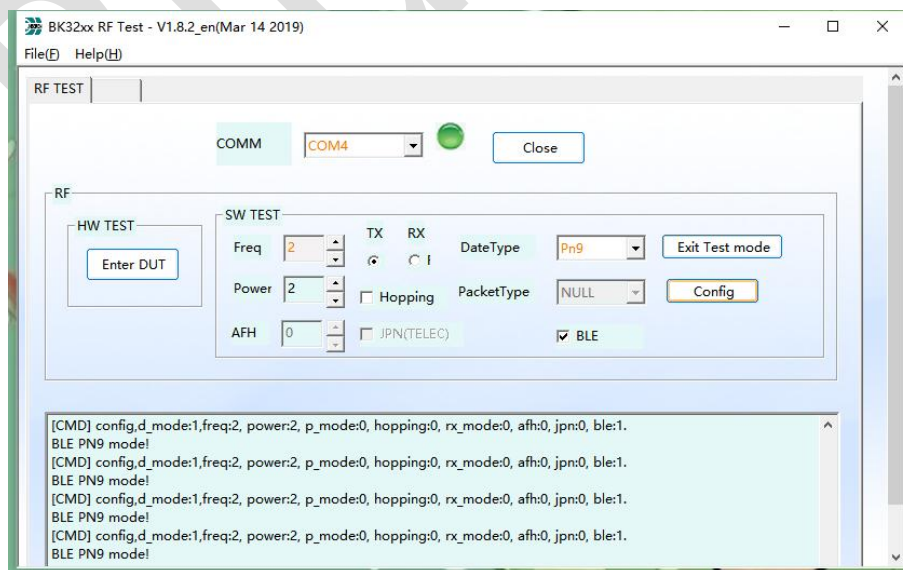 BK32xx RF Test - V1.8.2_en(Mar 14 2019)
File(F) Help(H)
RF TEST
COMM COM4 Close
RF
HW TEST
Enter DUT
SW TEST
TX RX
Freq 2 DateType Pn9 Exit Test mode
Power 2 Hopping PacketType NULL Config
AFH 0 JPN(TELEC) BLE
[CMD] config,d_mode:1,freq:2, power:2, p_mode:0, hopping:0, rx_mode:0, afh:0, jpn:0, ble:1.
BLE PN9 mode!
[CMD] config,d_mode:1,freq:2, power:2, p_mode:0, hopping:0, rx_mode:0, afh:0, jpn:0, ble:1.
BLE PN9 mode!
[CMD] config,d_mode:1,freq:2, power:2, p_mode:0, hopping:0, rx_mode:0, afh:0, jpn:0, ble:1.
BLE PN9 mode!
[CMD] config,d_mode:1,freq:2, power:2, p_mode:0, hopping:0, rx_mode:0, afh:0, jpn:0, ble:1.
BLE PN9 mode!